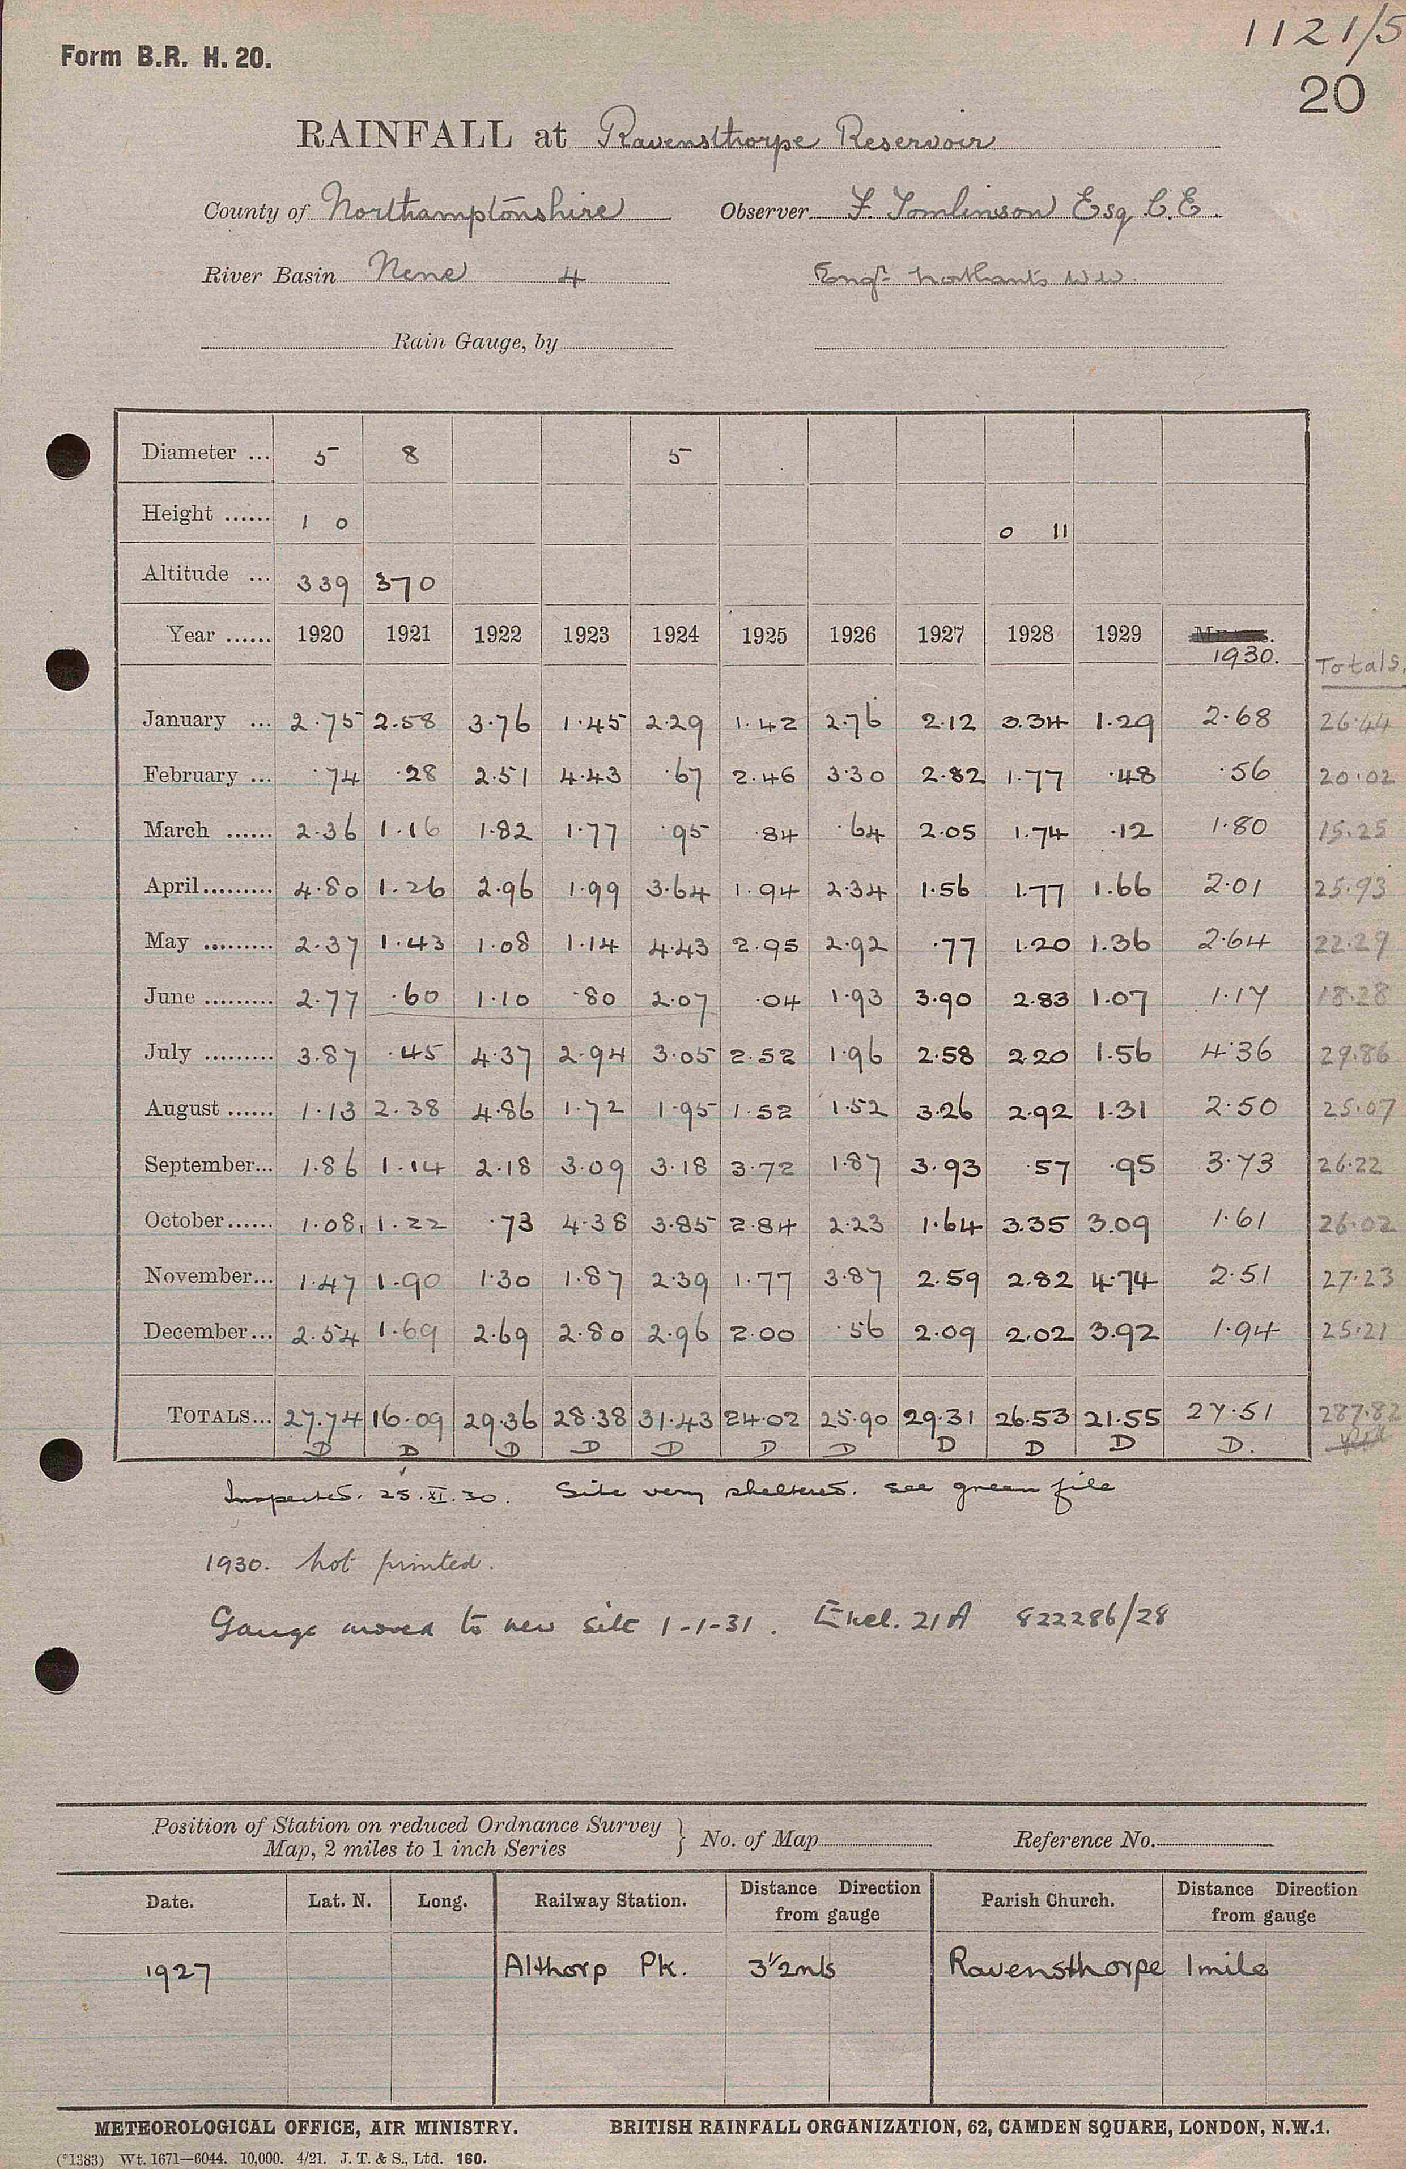 1121/5
Form B.R. H. 20.
20
RAINFALL at Ravensthorpe Reservoir
County of Northamptonshire Observer F. Tomlinson Esq C.E.
River Basin Nene 4 Engr. Northants W.W.
Rain Gauge, by
Diameter ... 5 8 5
Height ...... 1 0 0 11
Altitude ... 339 370
Year ...... 1920 1921 1922 1923 1924 1925 1926 1927 1928 1929 1930. Totals.
January ... 2.75 2.58 3.76 1.45 2.29 1.42 2.76 2.12 3.34 1.29 2.68 26.44
February ... .74 .28 2.51 4.43 .67 2.46 3.30 2.82 1.77 .48 .56 20.02
March ...... 2.36 1.16 1.82 1.77 .95 .84 .64 2.05 1.74 .12 1.80 15.25
April......... 4.80 1.26 2.96 1.99 3.64 1.94 2.34 1.56 1.77 1.66 2.01 25.93
May ......... 2.37 1.43 1.08 1.14 4.43 2.95 2.92 .77 1.20 1.36 2.64 22.29
June ......... 2.77 .60 1.10 .80 2.07 .04 1.93 3.90 2.83 1.07 1.17 18.28
July ......... 3.87 .45 4.37 2.94 3.05 2.52 1.96 2.58 2.20 1.56 4.36 29.86
August ...... 1.13 2.38 4.86 1.72 1.95 1.52 1.52 3.26 2.92 1.31 2.50 25.07
September... 1.86 1.14 2.18 3.09 3.18 3.72 1.87 3.93 .57 .95 3.73 26.22
October...... 1.08 1.22 .73 4.38 3.85 2.84 2.23 1.64 3.35 3.09 1.61 26.02
November... 1.47 1.90 1.30 1.87 2.39 1.77 3.87 2.59 2.82 4.74 2.51 27.23
December... 2.54 1.69 2.69 2.80 2.96 2.00 .56 2.09 2.02 3.92 1.94 25.21
TOTALS... 27.74 16.09 29.36 28.38 31.43 24.02 25.90 29.31 26.53 21.55 27.51 287.82
D D D D D D D D D D D.
Inspected. 25.XI.30. Site very sheltered. see green file
1930. Not printed.
Gauge moved to new site 1-1-31. Encl. 21A 822286/28
Position of Station on reduced Ordnance Survey
Map, 2 miles to 1 inch Series } No. of Map Reference No.
Date. Lat. N. Long. Railway Station. Distance Direction from gauge Parish Church. Distance Direction from gauge
1927 Althorp Pk. 3½mls Ravensthorpe 1mile
METEOROLOGICAL OFFICE, AIR MINISTRY. BRITISH RAINFALL ORGANIZATION, 62, CAMDEN SQUARE, LONDON, N.W.1.
(*1383) Wt. 1671—6044. 10,000. 4/21. J. T. & S., Ltd. 160.